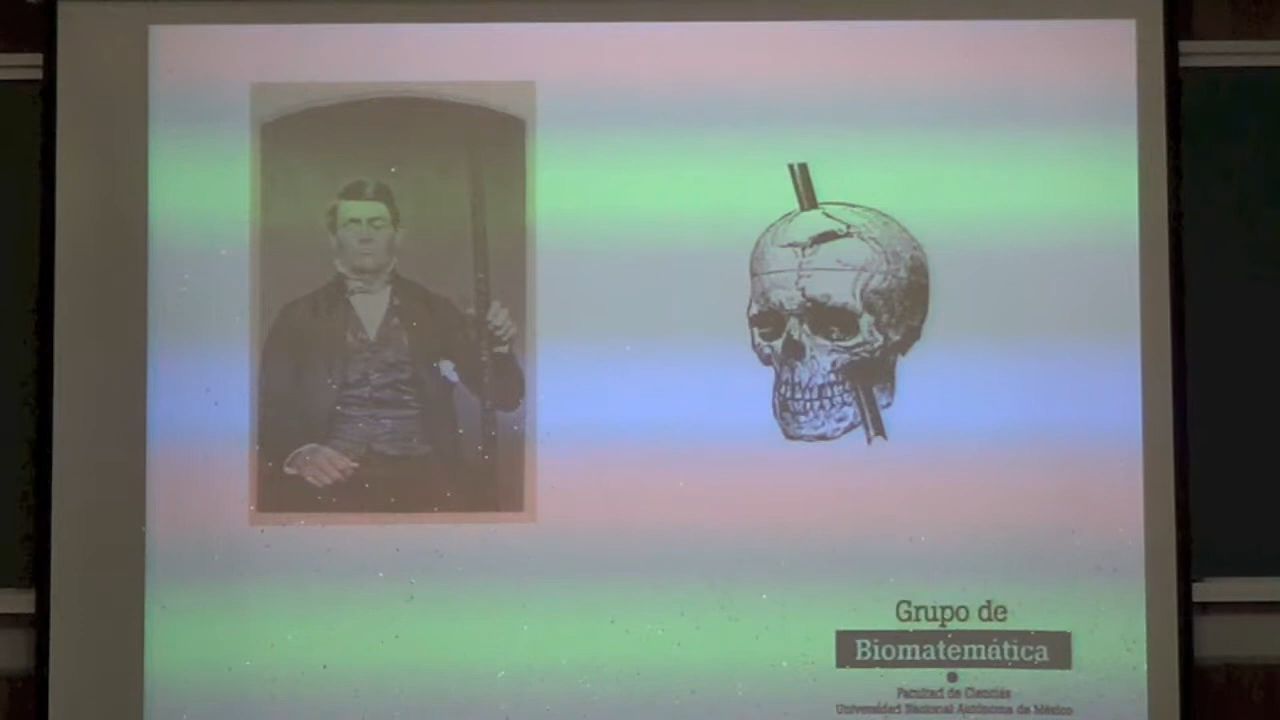 Grupo de
Biomatemática
Facultad de Ciencias
Universidad Nacional Autónoma de México